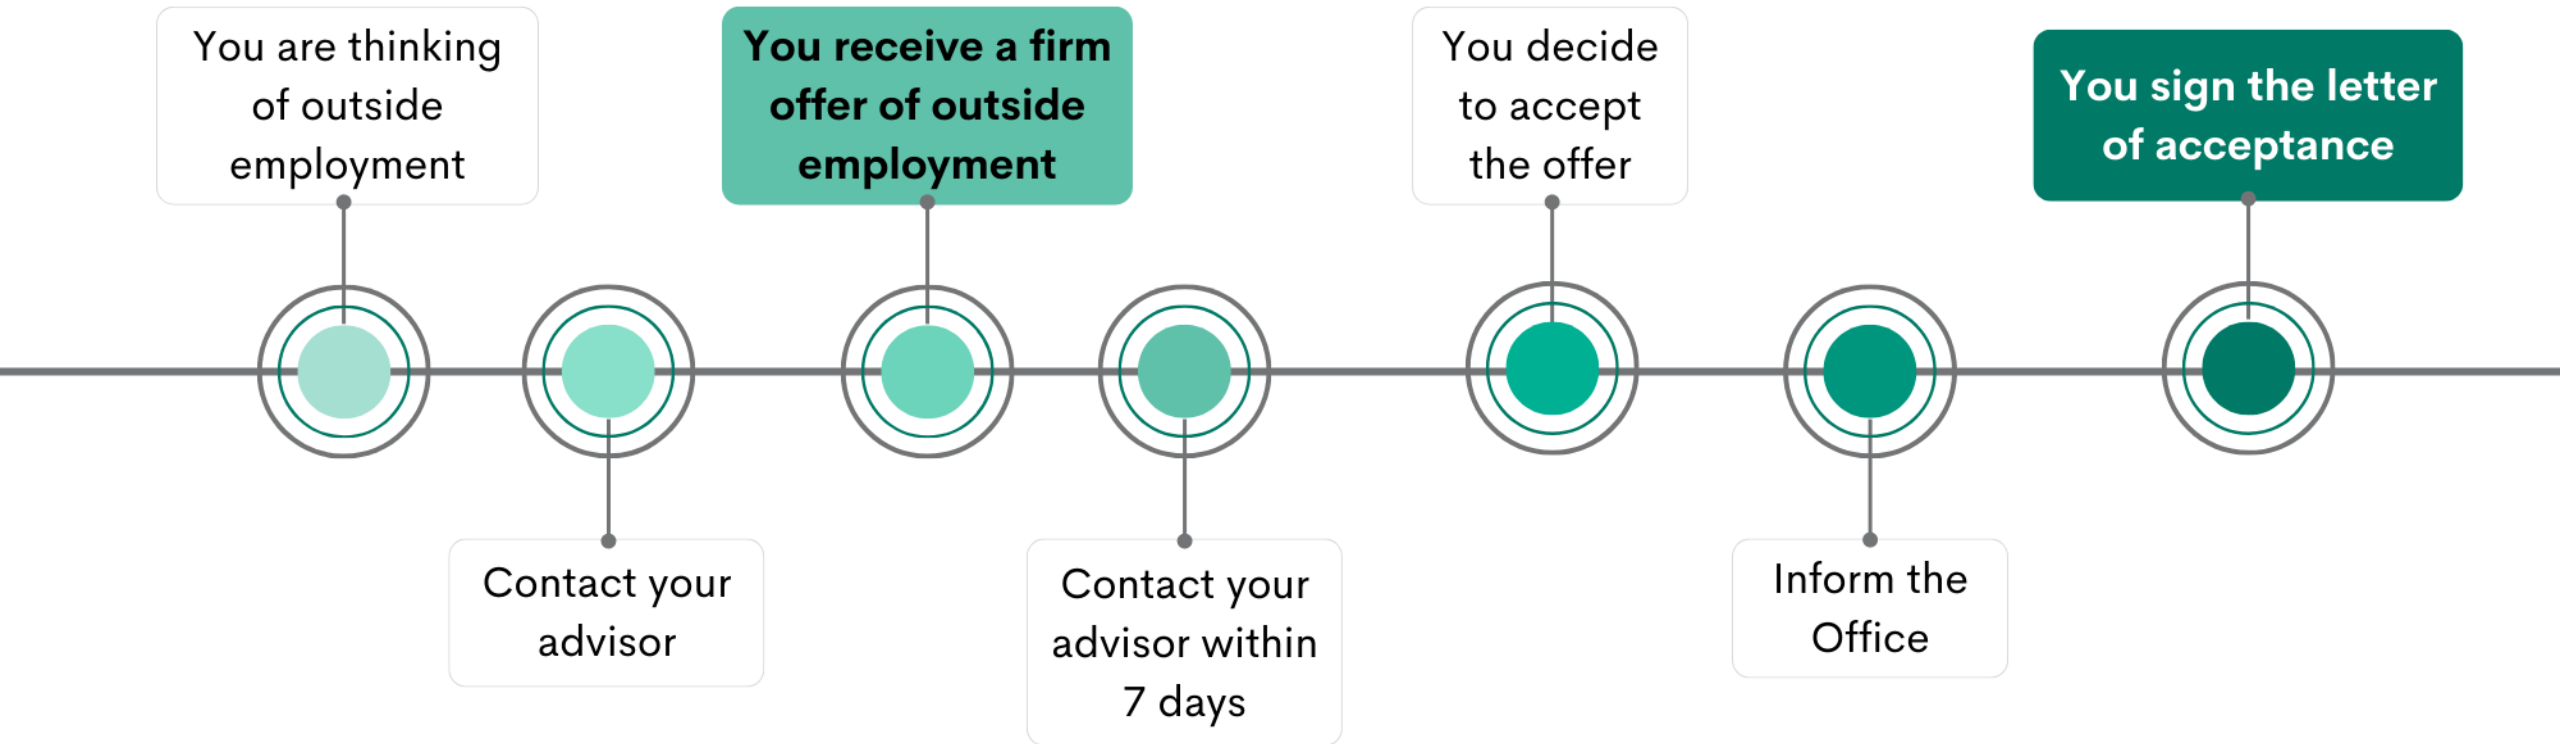 You are thinking
of outside
employment
Contact your
advisor
You receive a firm
offer of outside
employment
Contact your
advisor within
7 days
You decide
to accept
the offer
Inform the
Office
You sign the letter
of acceptance